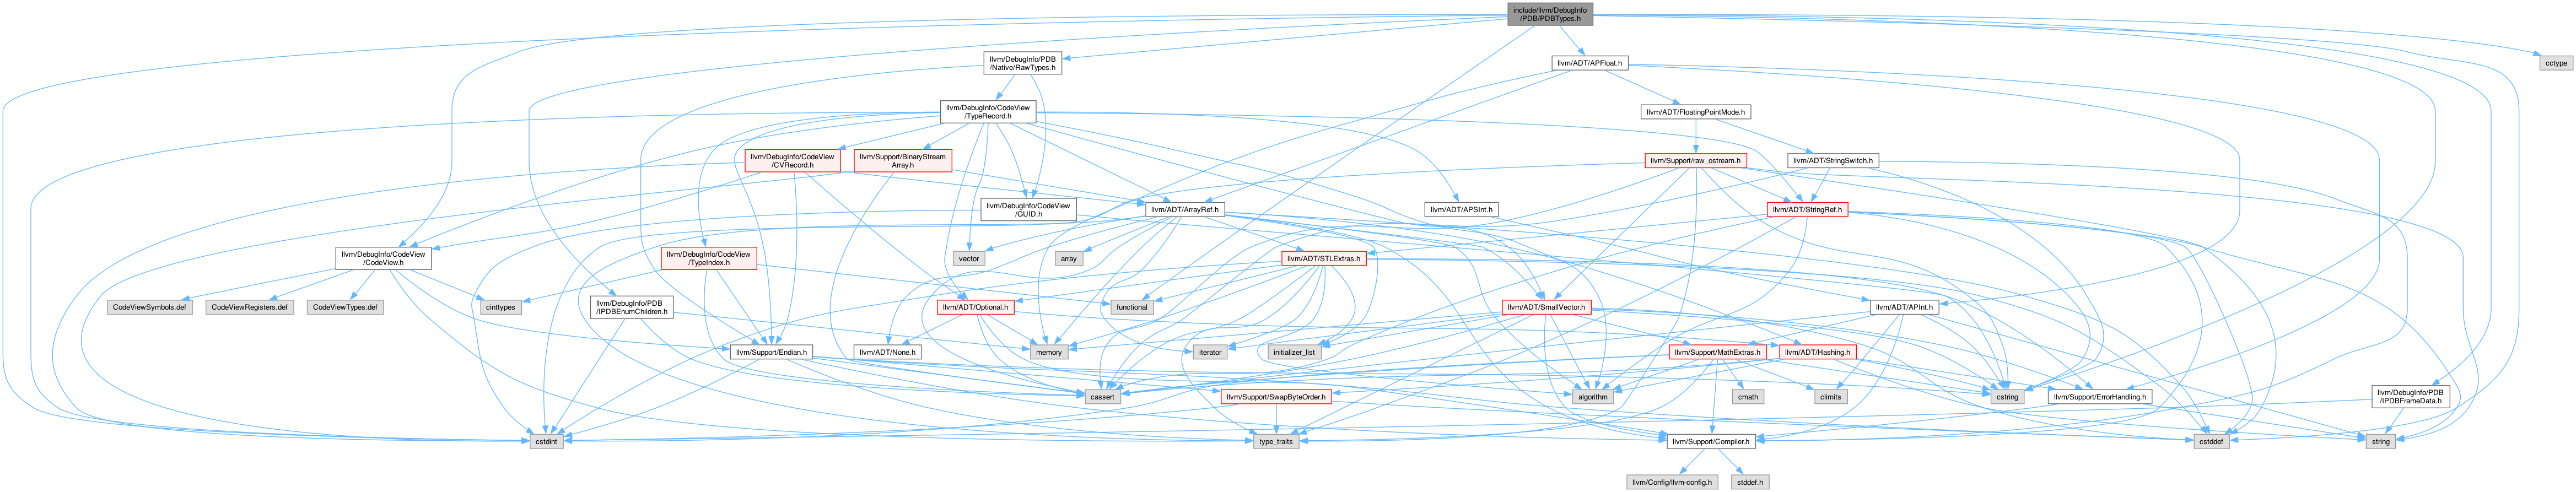 include/llvm/DebugInfo
/PDB/PDBTypes.h
llvm/DebugInfo/PDB
/Native/RawTypes.h
llvm/ADT/APFloat.h
cctype
llvm/DebugInfo/CodeView
/TypeRecord.h
llvm/ADT/FloatingPointMode.h
llvm/DebugInfo/CodeView
/CVRecord.h
llvm/Support/BinaryStream
Array.h
llvm/Support/raw_ostream.h
llvm/ADT/StringSwitch.h
llvm/DebugInfo/CodeView
/GUID.h
llvm/ADT/ArrayRef.h
llvm/ADT/APSInt.h
llvm/ADT/StringRef.h
llvm/DebugInfo/CodeView
/CodeView.h
llvm/DebugInfo/CodeView
/TypeIndex.h
vector
array
llvm/ADT/STLExtras.h
CodeViewSymbols.def
CodeViewRegisters.def
CodeViewTypes.def
cinttypes
llvm/DebugInfo/PDB
/IPDBEnumChildren.h
llvm/ADT/Optional.h
functional
llvm/ADT/SmallVector.h
llvm/ADT/APInt.h
llvm/Support/Endian.h
llvm/ADT/None.h
memory
iterator
initializer_list
llvm/Support/MathExtras.h
llvm/ADT/Hashing.h
cassert
llvm/Support/SwapByteOrder.h
algorithm
cmath
climits
cstring
llvm/Support/ErrorHandling.h
llvm/DebugInfo/PDB
/IPDBFrameData.h
cstdint
type_traits
llvm/Support/Compiler.h
cstddef
string
llvm/Config/llvm-config.h
stddef.h